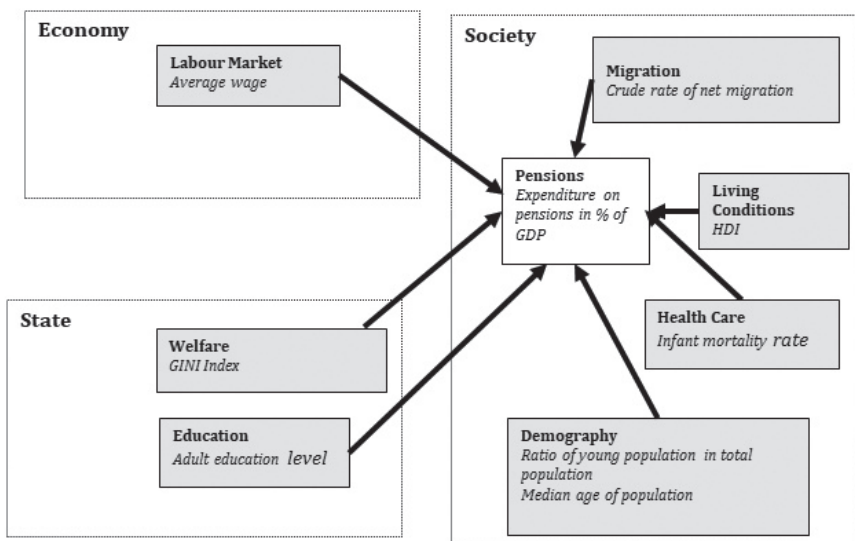 Economy
Labour Market
Average wage
Society
Migration
Crude rate of net migration
Pensions
Expenditure on
pensions in % of
GDP
Living
Conditions
HDI
State
Welfare
GINI Index
Education
Adult education level
Health Care
Infant mortality rate
Demography
Ratio of young population in total
population
Median age of population